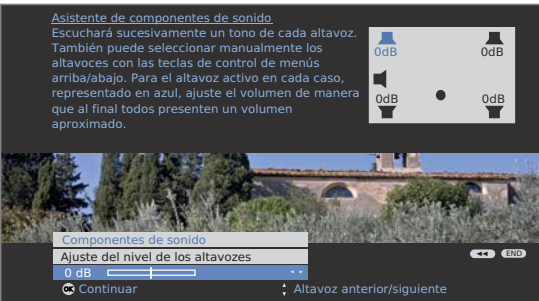 Asistente de componentes de sonido
Escuchará sucesivamente un tono de cada altavoz.
También puede seleccionar manualmente los
altavoces con las teclas de control de menús
arriba/abajo. Para el altavoz activo en cada caso,
representado en azul, ajuste el volumen de manera
que al final todos presenten un volumen
aproximado.
0dB 0dB
0dB 0dB
Componentes de sonido
Ajuste del nivel de los altavozes
END
0 dB
OK Continuar
Altavoz anterior/siguiente